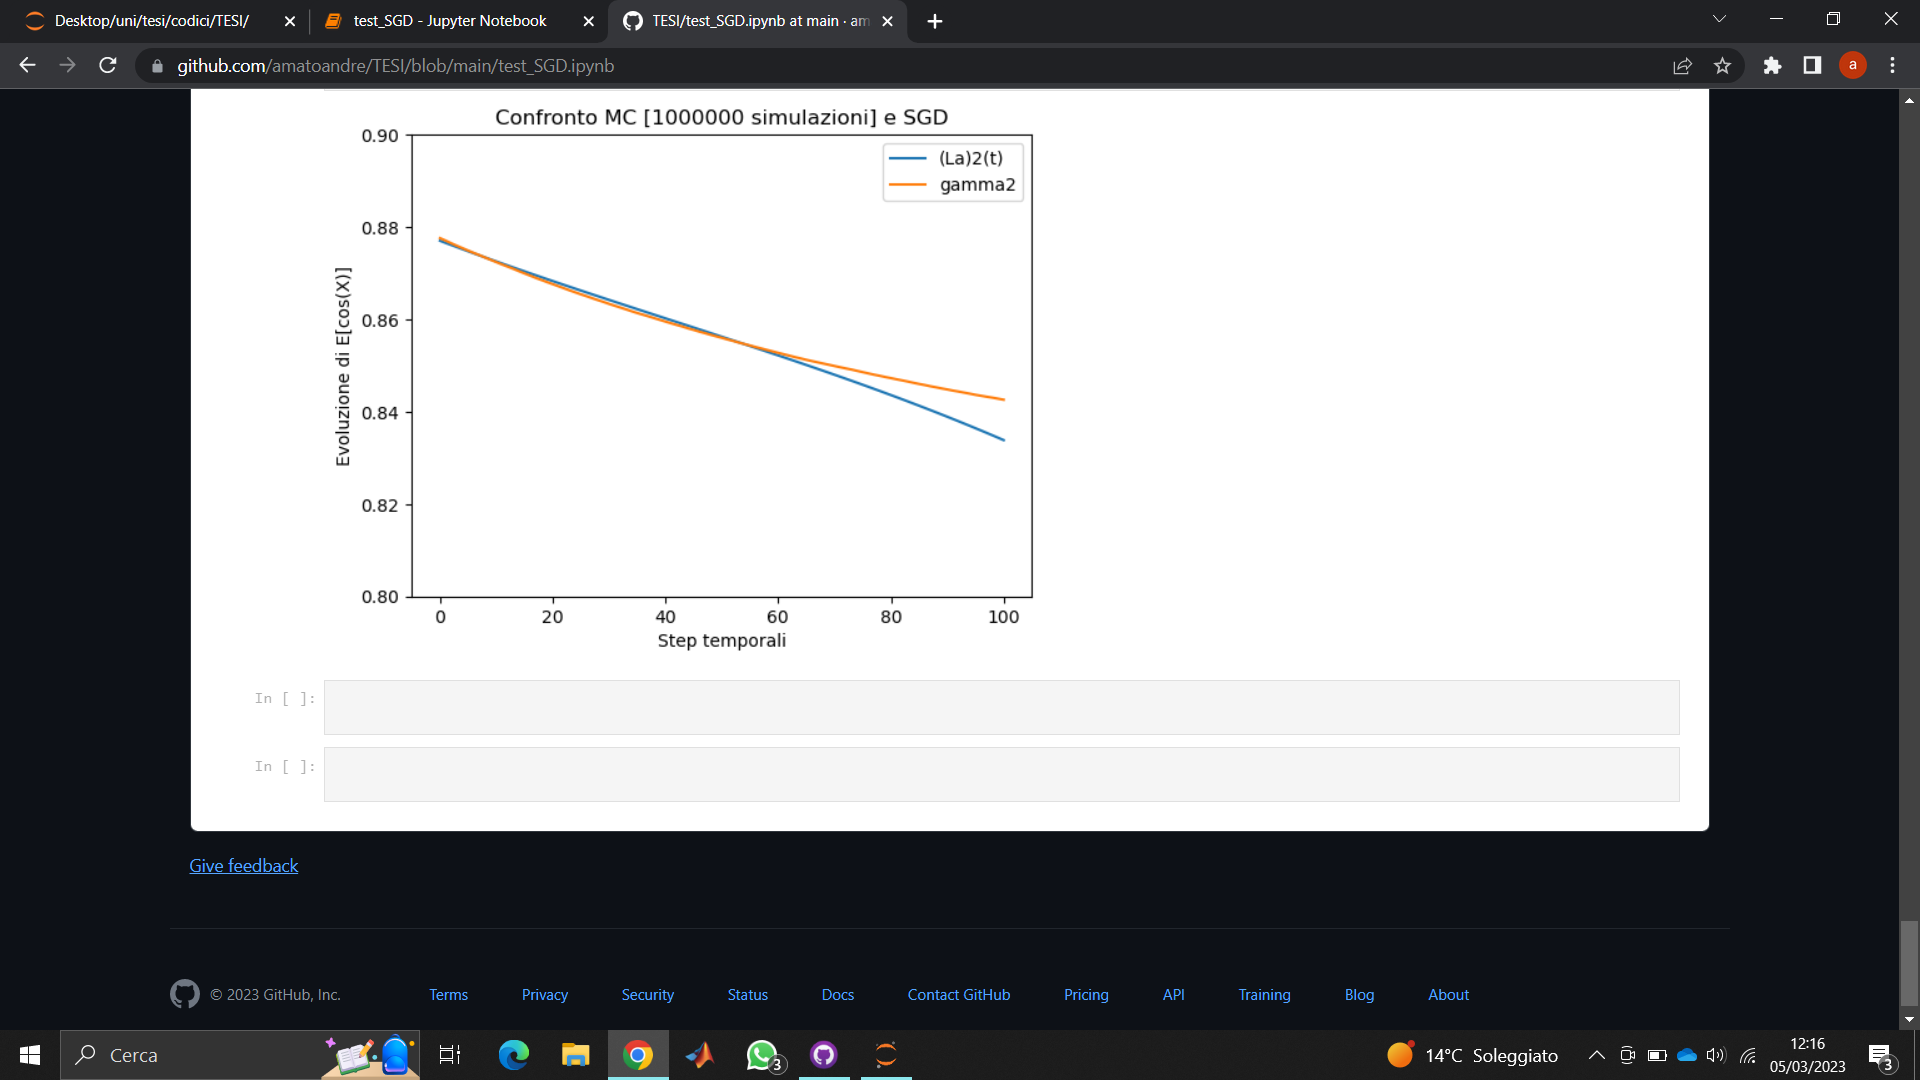 Desktop/uni/tesi/codici/TESI/
test_SGD - Jupyter Notebook
TESI/test_SGD.ipynb at main · am
github.com/amatoandre/TESI/blob/main/test_SGD.ipynb
a
Confronto MC [1000000 simulazioni] e SGD
(La)2(t)
gamma2
0.90
0.88
0.86
0.84
0.82
0.80
Evoluzione di E[cos(X)]
0 20 40 60 80 100
Step temporali
In [ ]:
In [ ]:
Give feedback
© 2023 GitHub, Inc. Terms Privacy Security Status Docs Contact GitHub Pricing API Training Blog About
Cerca
3
14°C Soleggiato
12:16
05/03/2023
3